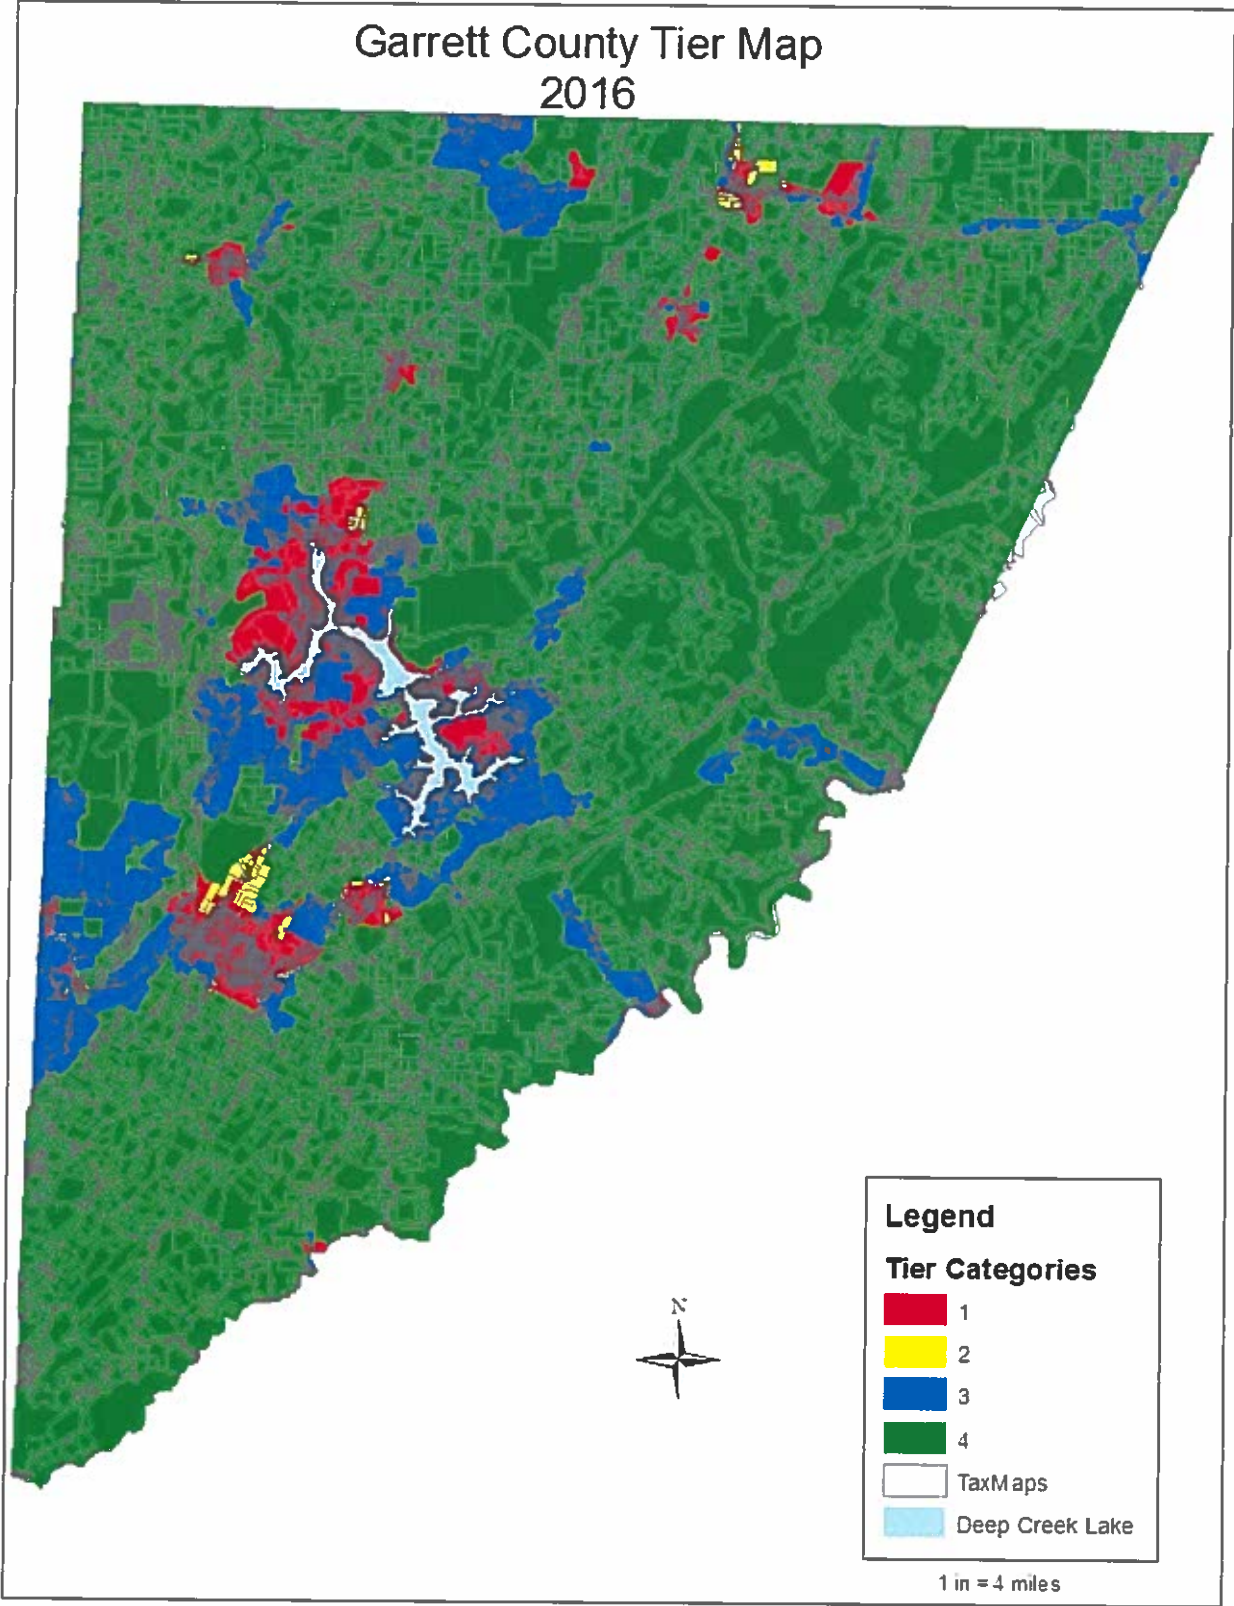 Garrett County Tier Map
2016
N
Legend
Tier Categories
1
2
3
4
TaxMaps
Deep Creek Lake
1 in = 4 miles